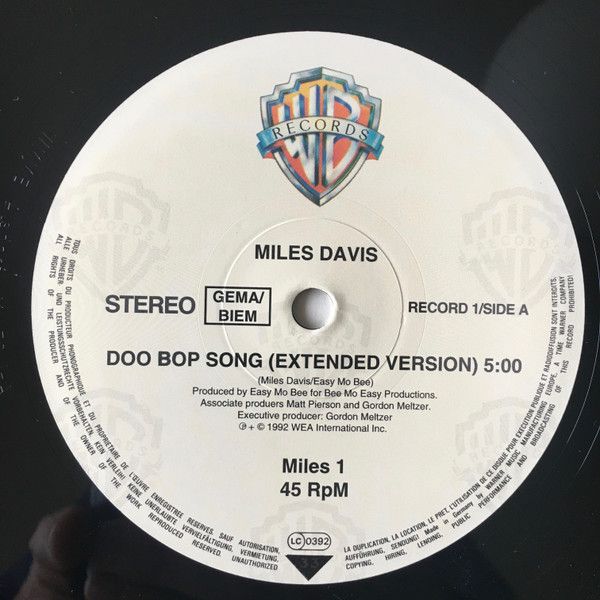 WB
RECORDS
MILES DAVIS
STEREO
GEMA/
BIEM
RECORD 1/SIDE A
DOO BOP SONG (EXTENDED VERSION) 5:00
(Miles Davis/Easy Mo Bee)
Produced by Easy Mo Bee for Bee Mo Easy Productions.
Associate produers Matt Pierson and Gordon Meltzer.
Executive producer: Gordon Meltzer
℗ + © 1992 WEA International Inc.
Miles 1
45 RpM
LC 0392
33
TOUS DROITS DU PRODUCTEUR PHONOGRAPHIQUE ET DU PROPRIETAIRE DE L'ŒUVRE ENREGISTREE RESERVES. SAUF AUTORISATION,
ALLE URHEBER- UND LEISTUNGSSCHUTZRECHTE VORBEHALTEN. KEIN VERLEIH! KEINE UNERLAUBTE VERVIELFÄLTIGUNG, VERMIETUNG,
ALL RIGHTS OF THE PRODUCER AND OF THE OWNER OF THE WORK REPRODUCED RESERVED. UNAUTHORIZED
LA DUPLICATION, LA LOCATION, LE PRET, L'UTILISATION DE CE DISQUE POUR EXECUTION PUBLIQUE ET RADIODIFFUSION SONT INTERDITS.
AUFFÜHRUNG, SENDUNG! Made in Germany by WARNER MUSIC MANUFACTURING EUROPE. A TIME WARNER COMPANY
COPYING, HIRING, LENDING, PUBLIC PERFORMANCE AND BROADCASTING OF THIS RECORD PROHIBITED!